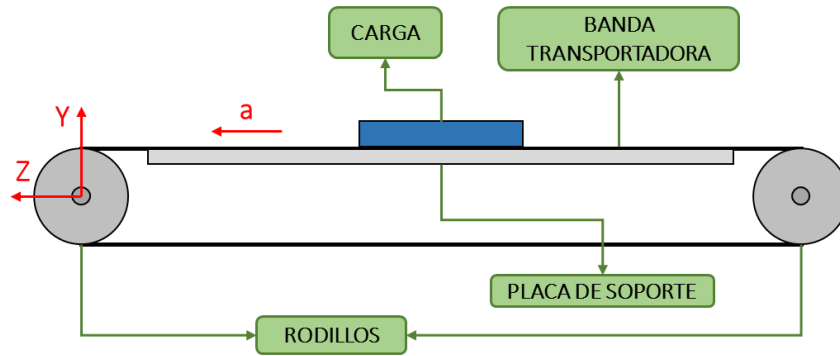 CARGA
BANDA
TRANSPORTADORA
a
Y
Z
PLACA DE SOPORTE
RODILLOS